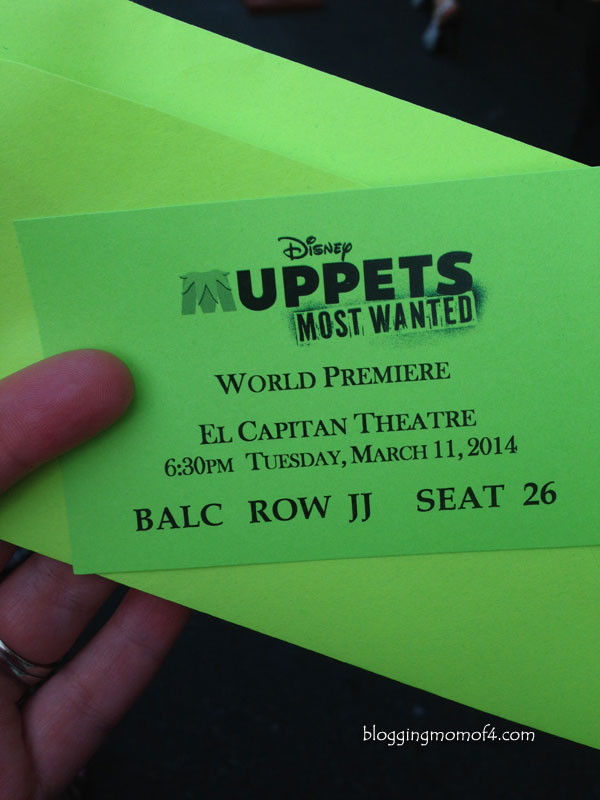 Disney
MUPPETS
MOST WANTED
WORLD PREMIERE
EL CAPITAN THEATRE
6:30PM TUESDAY, MARCH 11, 2014
BALC ROW JJ SEAT 26
bloggingmomof4.com